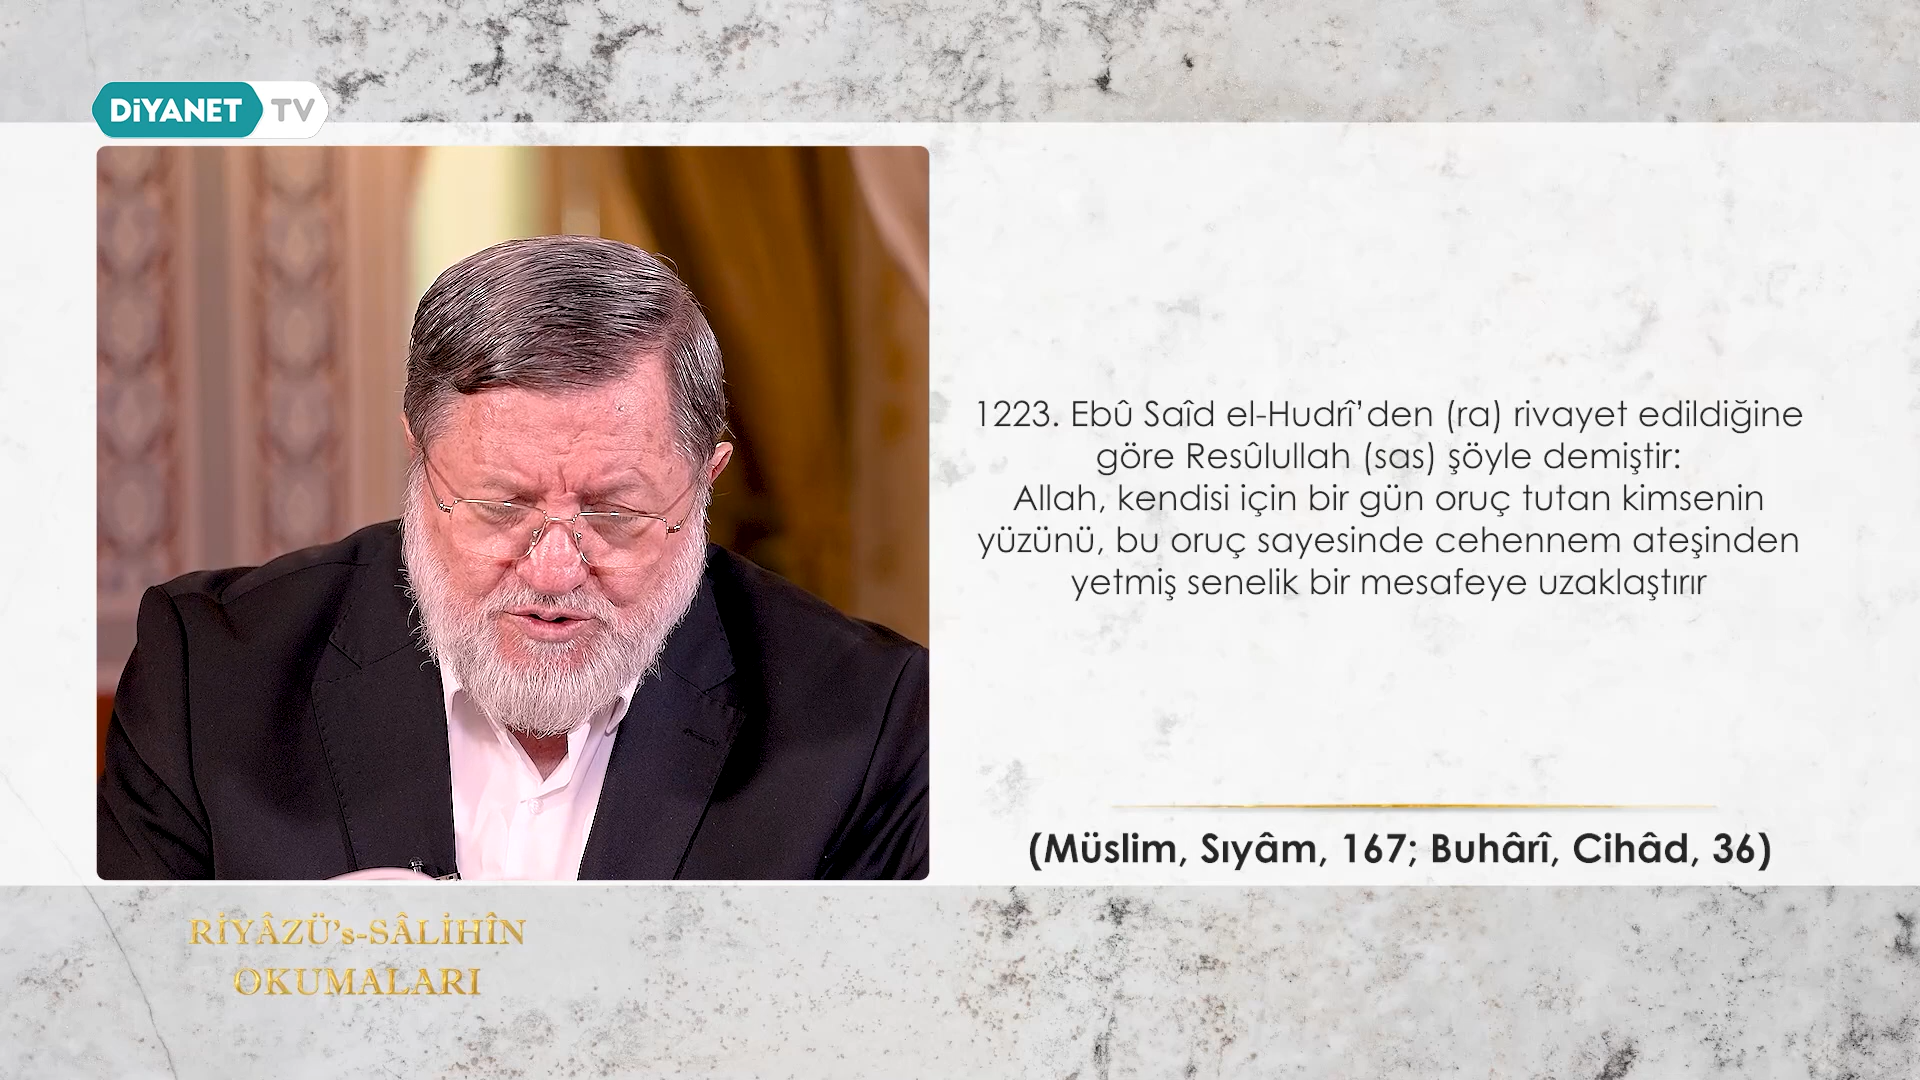 DİYANET TV
1223. Ebû Saîd el-Hudrî’den (ra) rivayet edildiğine
göre Resûlullah (sas) şöyle demiştir:
Allah, kendisi için bir gün oruç tutan kimsenin
yüzünü, bu oruç sayesinde cehennem ateşinden
yetmiş senelik bir mesafeye uzaklaştırır
(Müslim, Sıyâm, 167; Buhârî, Cihâd, 36)
RİYÂZÜ’s-SÂLİHÎN
OKUMALARI